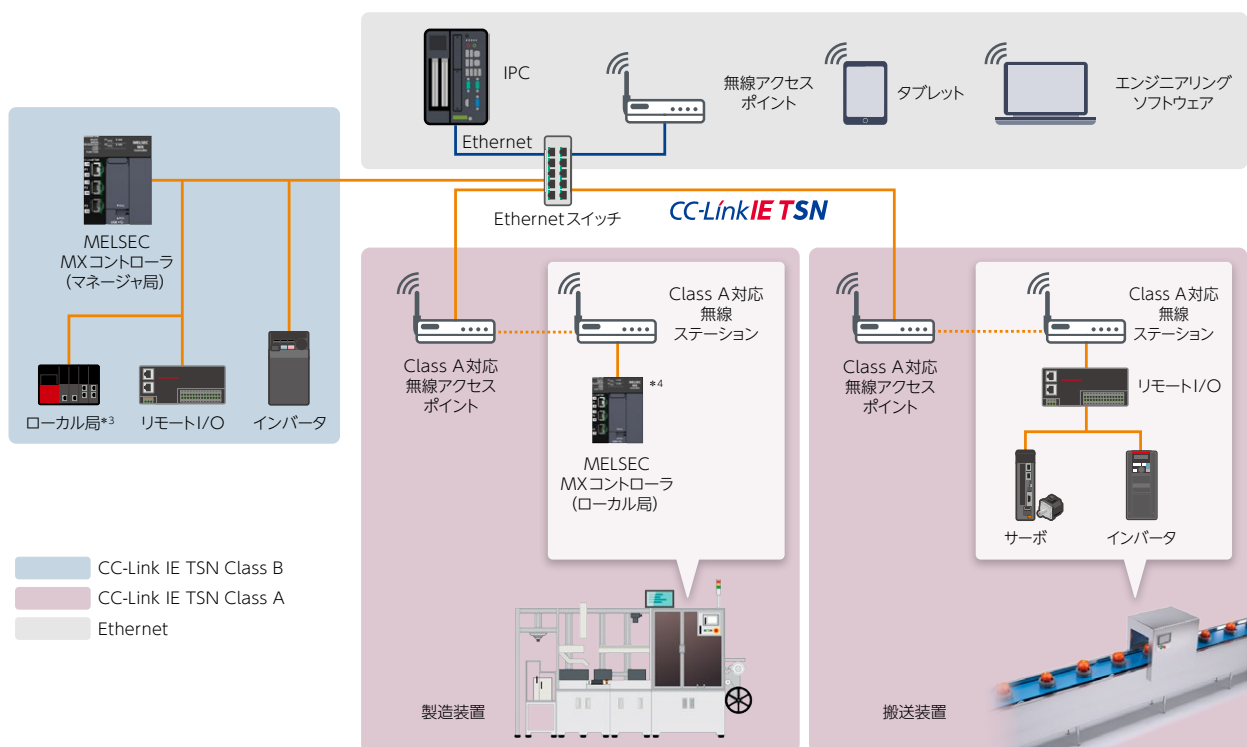 IPC
Ethernet
無線アクセス
ポイント
タブレット
エンジニアリング
ソフトウェア
Ethernetスイッチ
CC-Link IE TSN
MELSEC
MXコントローラ
(マネージャ局)
ローカル局*3
リモートI/O
インバータ
Class A対応
無線アクセス
ポイント
Class A対応
無線
ステーション
*4
MELSEC
MXコントローラ
(ローカル局)
製造装置
Class A対応
無線アクセス
ポイント
Class A対応
無線
ステーション
リモートI/O
サーボ
インバータ
搬送装置
CC-Link IE TSN Class B
CC-Link IE TSN Class A
Ethernet